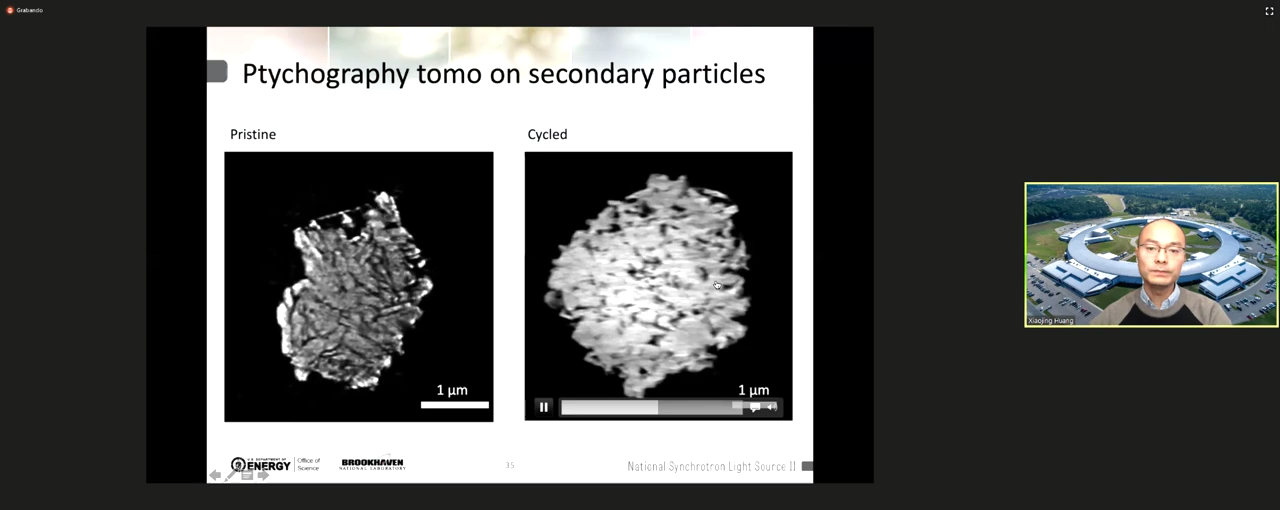 Grabando
Ptychography tomo on secondary particles
Pristine
Cycled
1 μm
1 μm
Xiaojing Huang
U.S. DEPARTMENT OF
ENERGY
Office of
Science
BROOKHAVEN
NATIONAL LABORATORY
35
National Synchrotron Light Source II